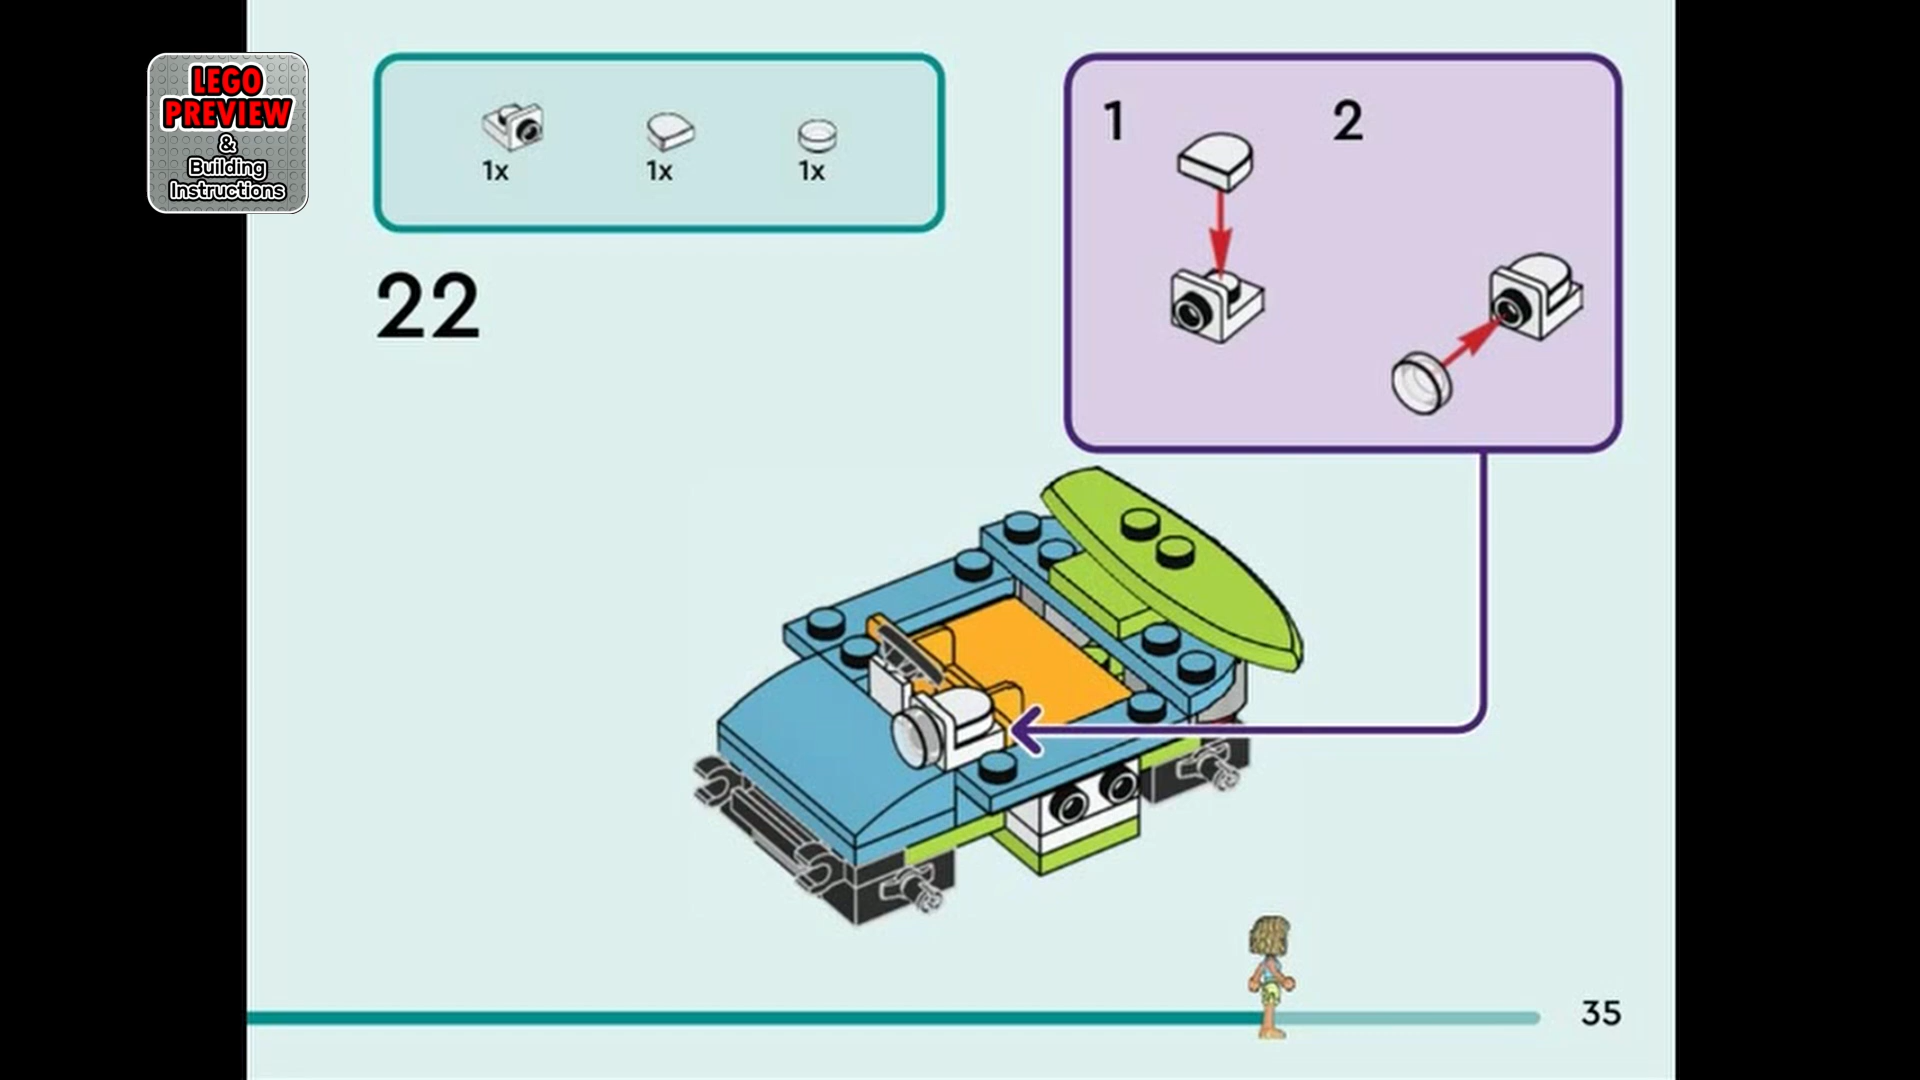 LEGO
PREVIEW
&
Building
Instructions
1x
1x
1x
22
1
2
35